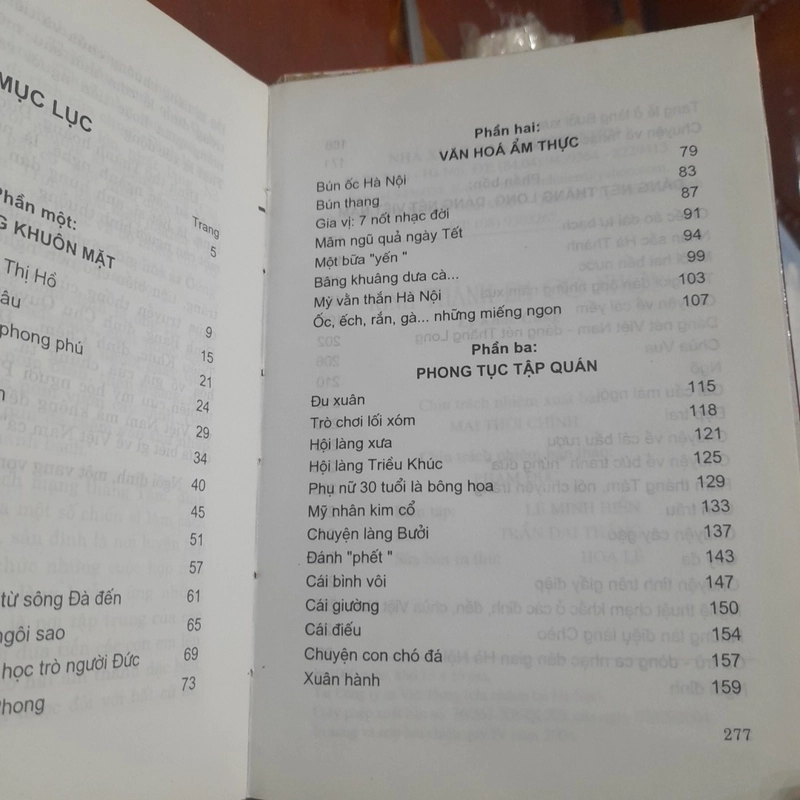 MỤC LỤC
Trang
Phần một:
G KHUÔN MẶT 5
Thị Hồ
âu 9
phong phú 15
21
n 24
29
34
40
45
51
57
từ sông Đà đến 61
ngôi sao 65
học trò người Đức 69
Phong 73
Phần hai:
VĂN HOÁ ẨM THỰC
Bún ốc Hà Nội 79
Bún thang 83
Gia vị: 7 nốt nhạc đời 87
Mâm ngũ quả ngày Tết 91
Một bữa "yến " 94
Bâng khuâng dưa cà... 99
Mỳ vằn thắn Hà Nội 103
Ốc, ếch, rắn, gà... những miếng ngon 107
Phần ba:
PHONG TỤC TẬP QUÁN
Đu xuân 115
Trò chơi lối xóm 118
Hội làng xưa 121
Hội làng Triều Khúc 125
Phụ nữ 30 tuổi là bông hoa 129
Mỹ nhân kim cổ 133
Chuyện làng Bưởi 137
Đánh "phết " 143
Cái bình vôi 147
Cái giường 150
Cái điếu 154
Chuyện con chó đá 157
Xuân hành 159
277